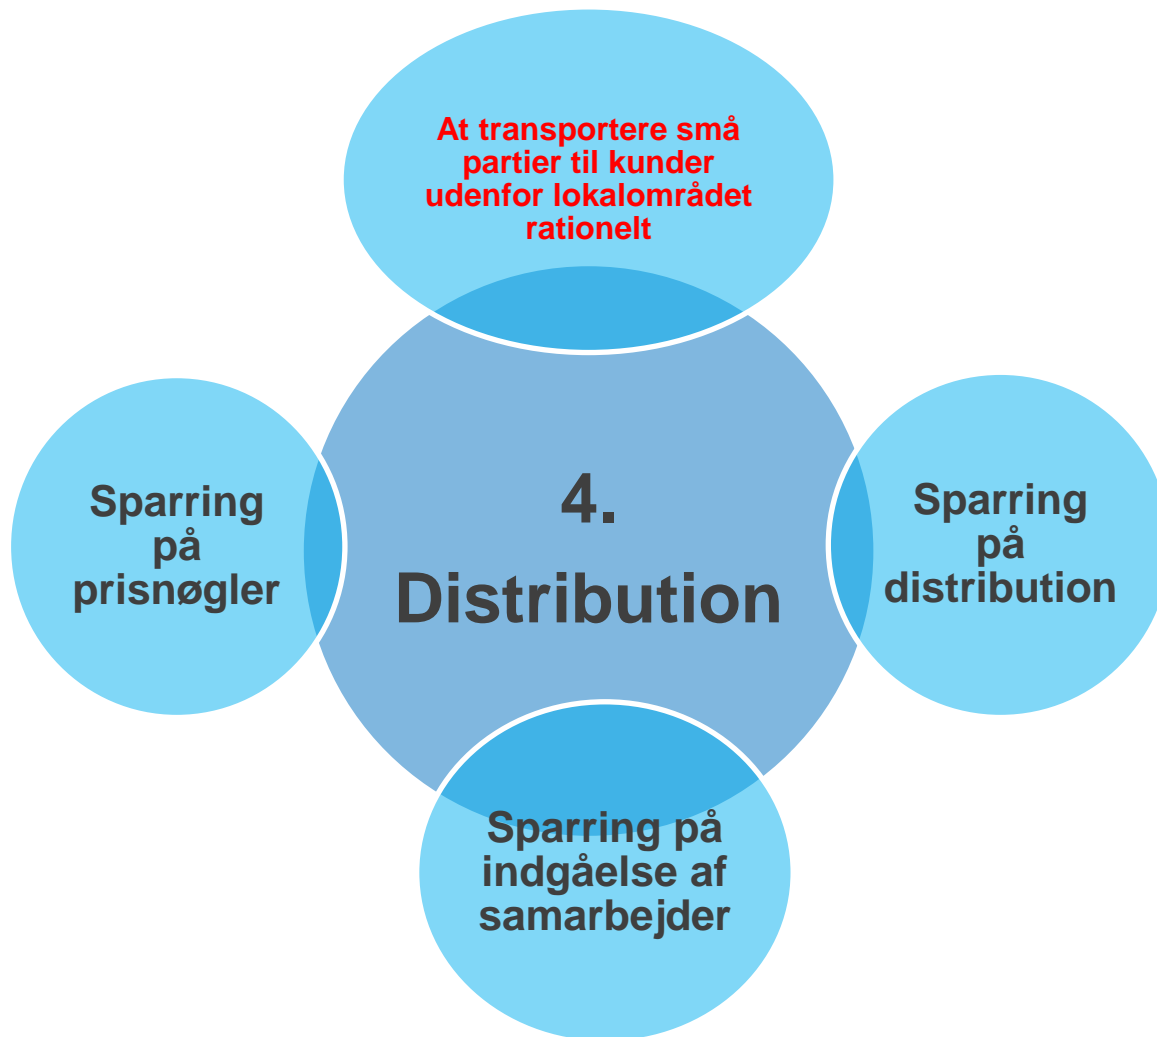 At transportere små
partier til kunder
udenfor lokalområdet
rationelt
Sparring
på
prisnøgler
4.
Distribution
Sparring
på
distribution
Sparring på
indgåelse af
samarbejder